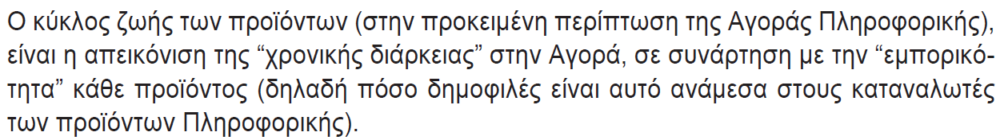 Ο κύκλος ζωής των προϊόντων (στην προκειμένη περίπτωση της Αγοράς Πληροφορικής),
είναι η απεικόνιση της “χρονικής διάρκειας” στην Αγορά, σε συνάρτηση με την “εμπορικό-
τητα” κάθε προϊόντος (δηλαδή πόσο δημοφιλές είναι αυτό ανάμεσα στους καταναλωτές
των προϊόντων Πληροφορικής).